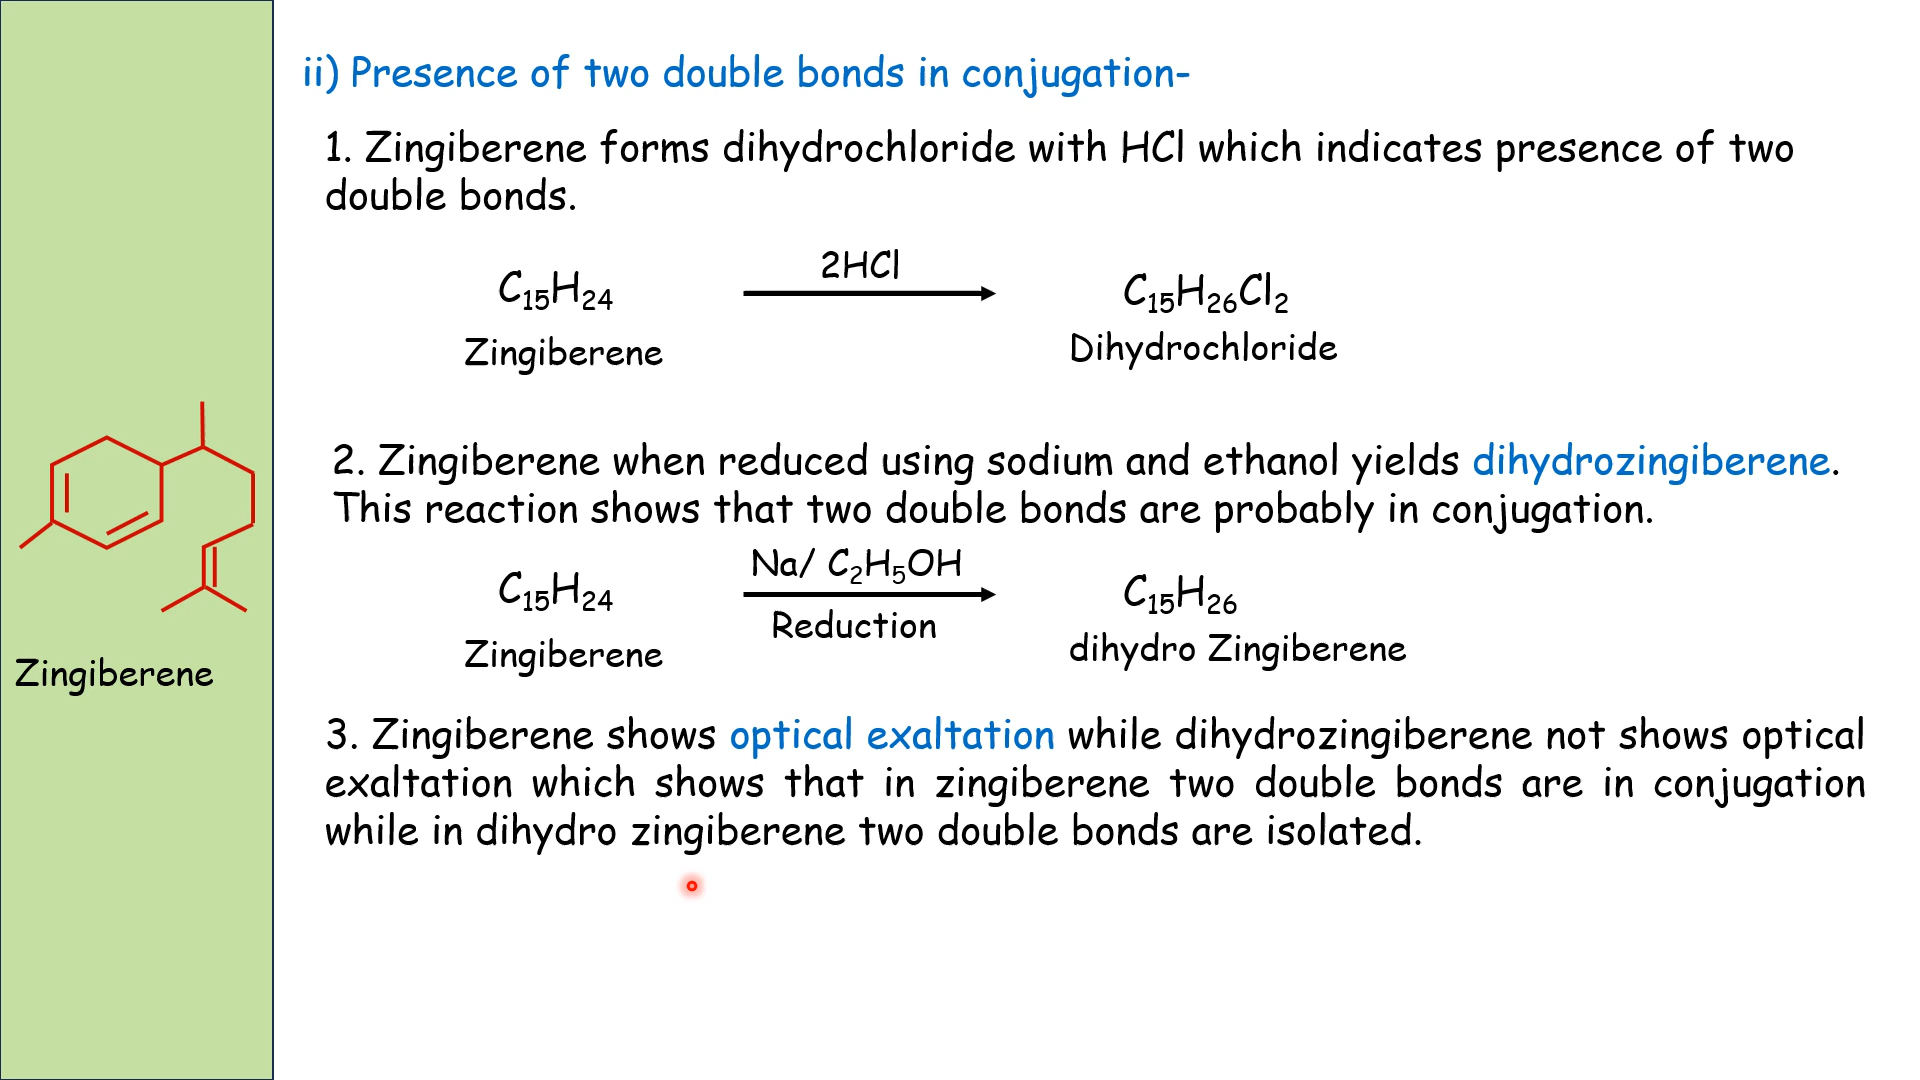 ii) Presence of two double bonds in conjugation-
1. Zingiberene forms dihydrochloride with HCl which indicates presence of two
double bonds.
2HCl
C₁₅H₂₄ C₁₅H₂₆Cl₂
Zingiberene Dihydrochloride
2. Zingiberene when reduced using sodium and ethanol yields dihydrozingiberene.
This reaction shows that two double bonds are probably in conjugation.
Na/ C₂H₅OH
C₁₅H₂₄ C₁₅H₂₆
Reduction
Zingiberene dihydro Zingiberene
Zingiberene
3. Zingiberene shows optical exaltation while dihydrozingiberene not shows optical
exaltation which shows that in zingiberene two double bonds are in conjugation
while in dihydro zingiberene two double bonds are isolated.